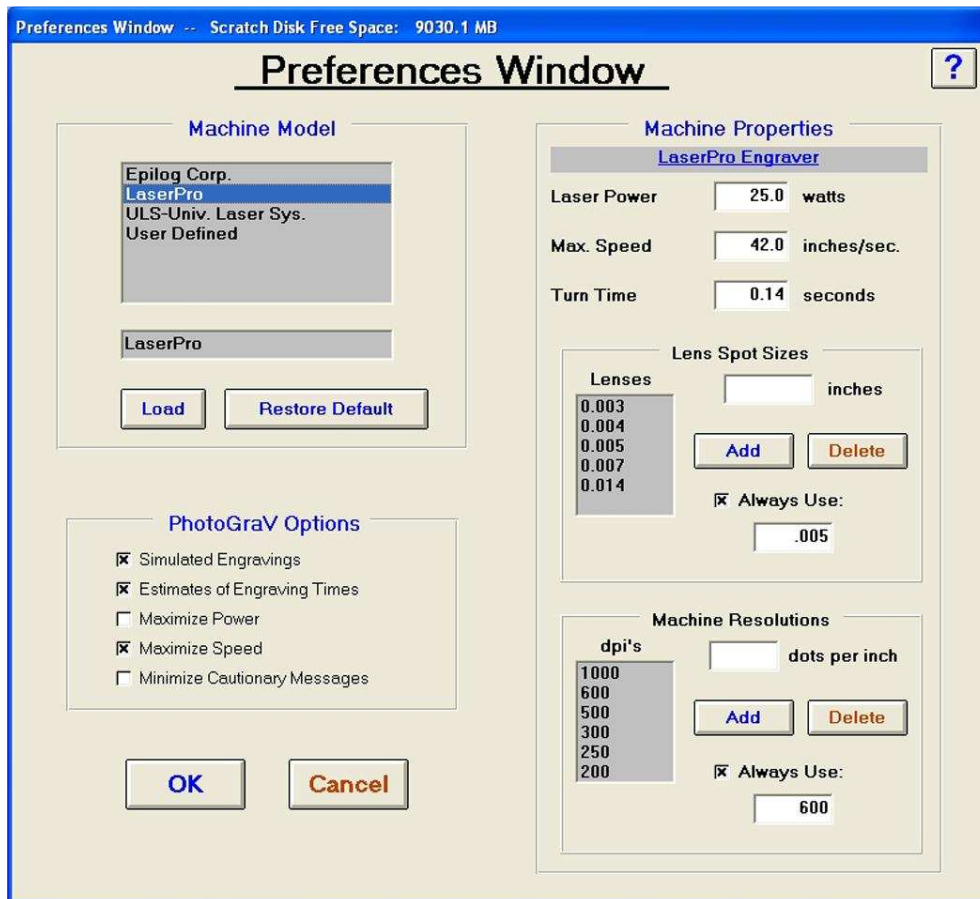 Preferences Window -- Scratch Disk Free Space: 9030.1 MB
Preferences Window
?
Machine Model
Epilog Corp.
LaserPro
ULS-Univ. Laser Sys.
User Defined
LaserPro
Load
Restore Default
PhotoGraV Options
Simulated Engravings
Estimates of Engraving Times
Maximize Power
Maximize Speed
Minimize Cautionary Messages
OK
Cancel
Machine Properties
LaserPro Engraver
Laser Power 25.0 watts
Max. Speed 42.0 inches/sec.
Turn Time 0.14 seconds
Lens Spot Sizes
Lenses
0.003
0.004
0.005
0.007
0.014
inches
Add
Delete
Always Use:
.005
Machine Resolutions
dpi's
1000
600
500
300
250
200
dots per inch
Add
Delete
Always Use:
600